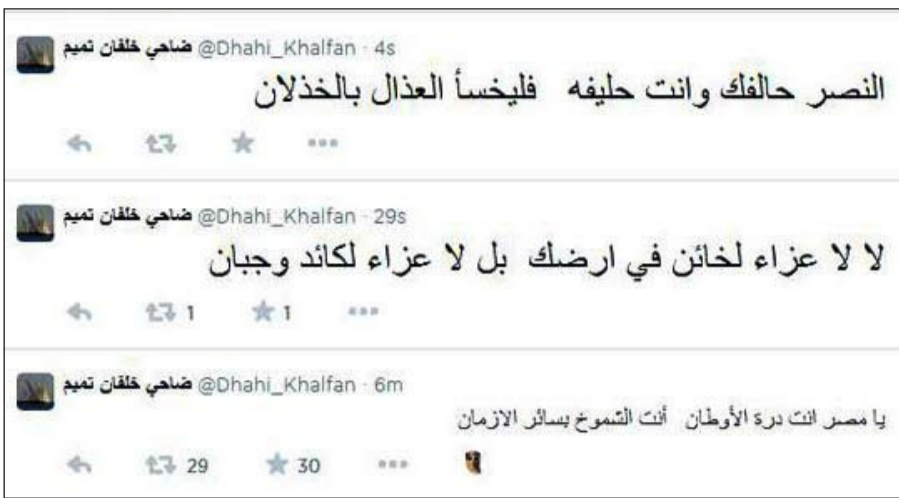 ضاحي خلفان تميم @Dhahi_Khalfan · 4s
النصر حالفك وانت حليفه فليخسأ العذال بالخذلان
ضاحي خلفان تميم @Dhahi_Khalfan · 29s
لا لا عزاء لخائن في ارضك بل لا عزاء لكائد وجبان
1 1
ضاحي خلفان تميم @Dhahi_Khalfan · 6m
يا مصر انت درة الأوطان أنت الشموخ بسائر الازمان
29 30